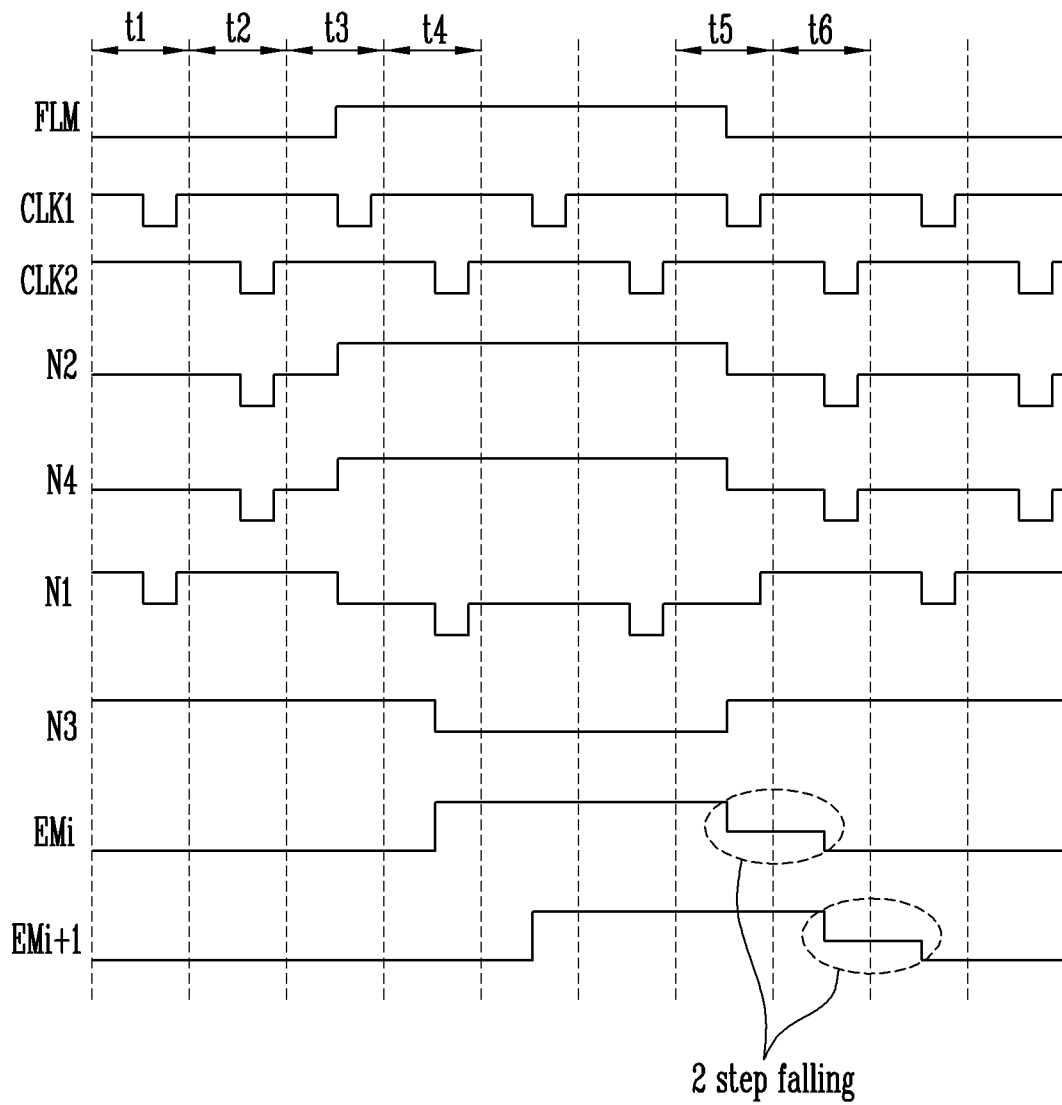 t1 t2 t3 t4 t5 t6
FLM
CLK1
CLK2
N2
N4
N1
N3
EMi
EMi+1
2 step falling